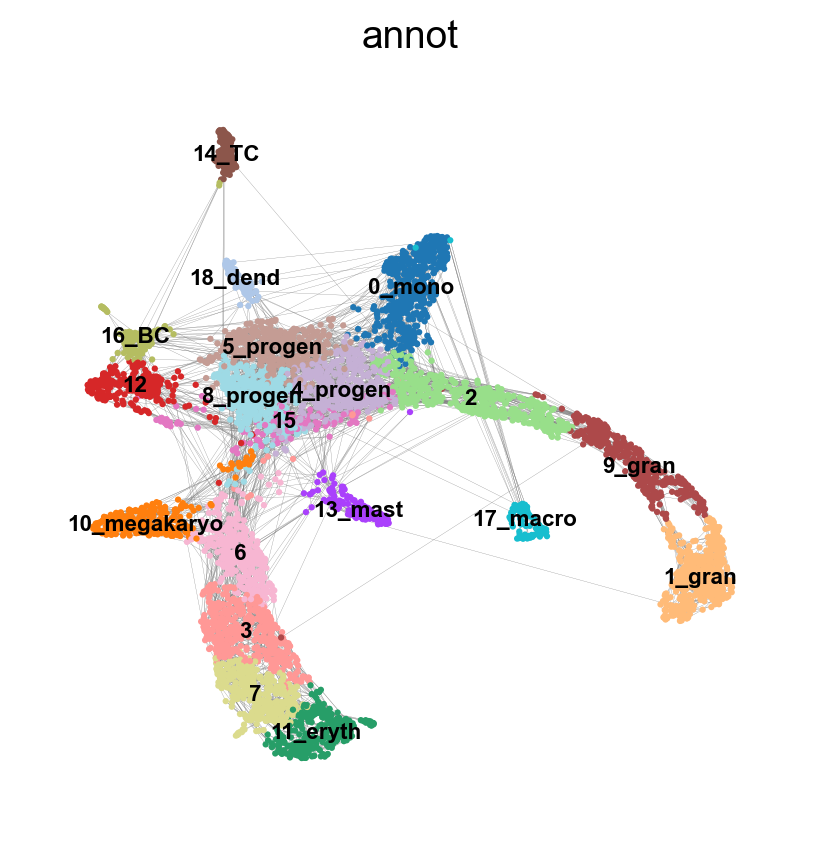 annot
14_TC
18_dend
0_mono
16_BC
5_progen
12
8_progen
4_progen
2
15
9_gran
13_mast
17_macro
10_megakaryo
6
1_gran
3
7
11_eryth